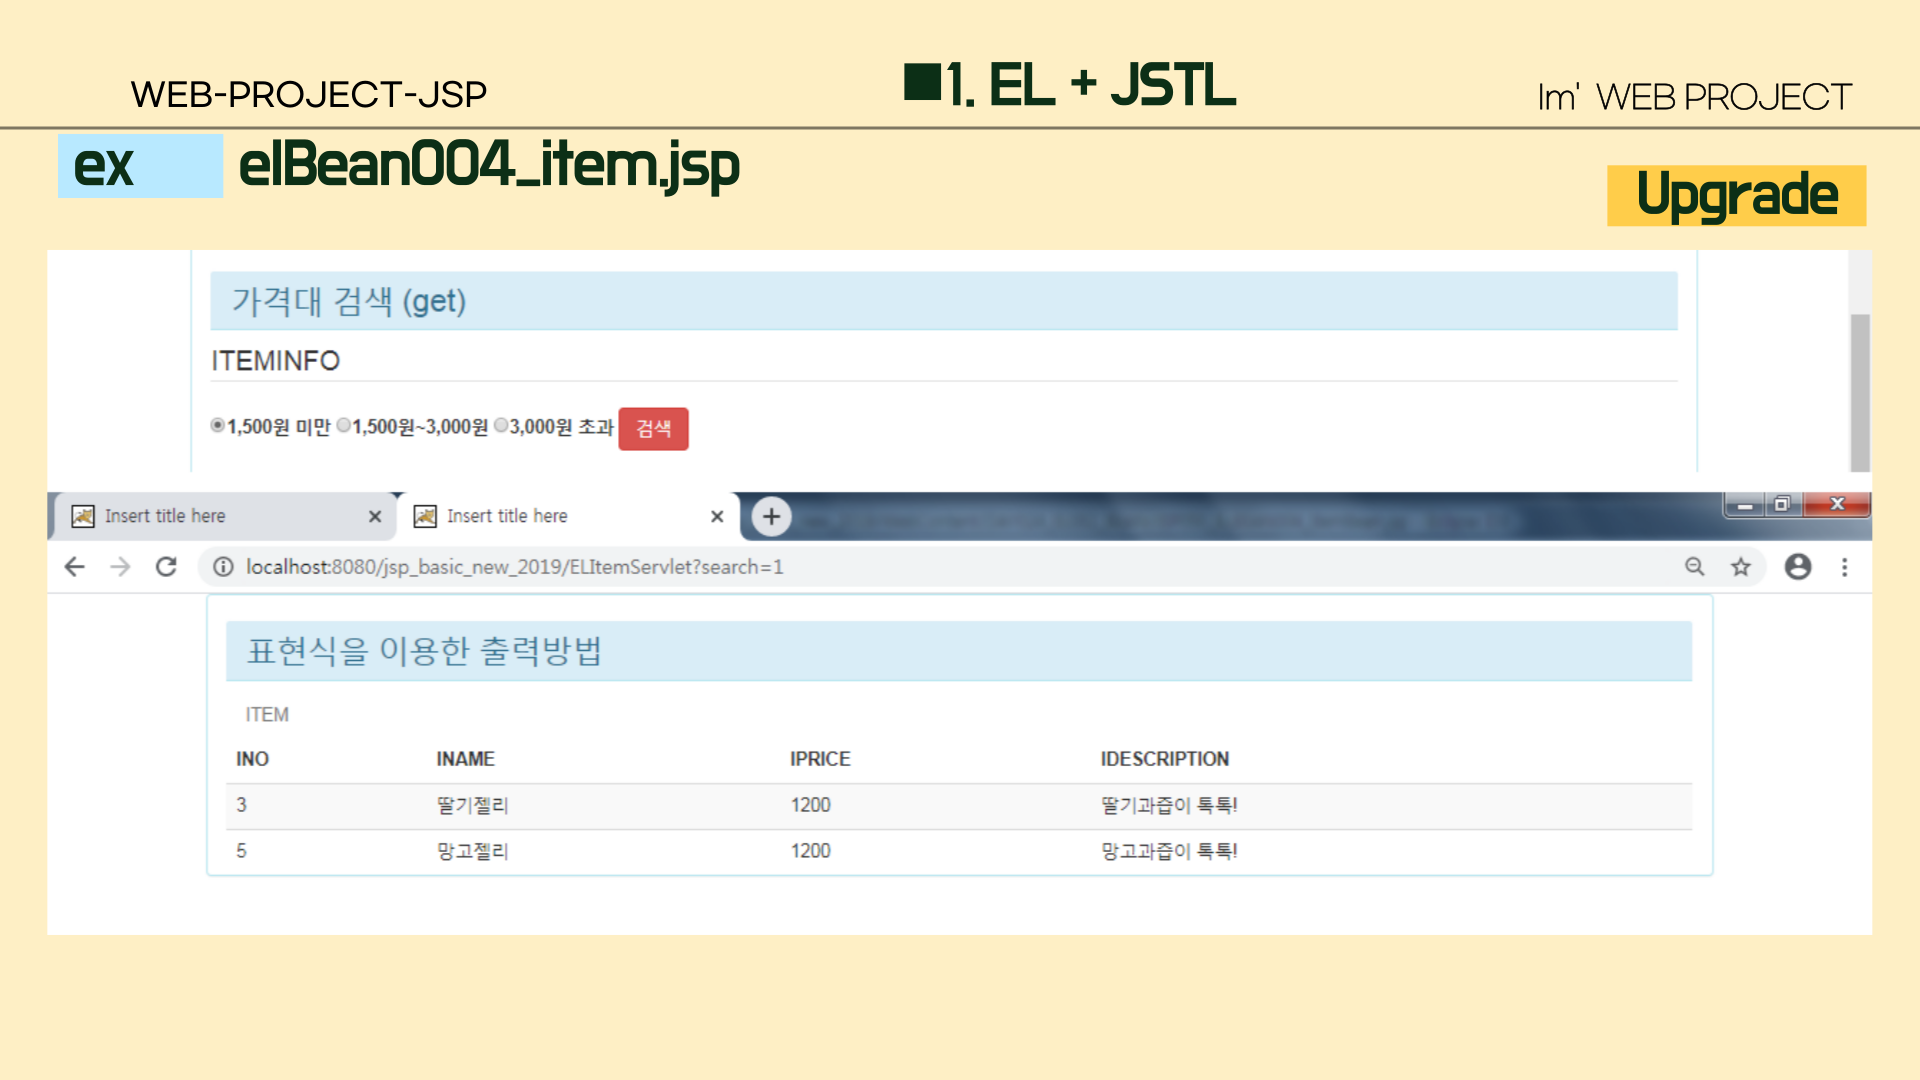 WEB-PROJECT-JSP
■1. EL + JSTL
Im' WEB PROJECT
ex
elBean004_item.jsp
Upgrade
가격대 검색 (get)
ITEMINFO
1,500원 미만 1,500원~3,000원 3,000원 초과 검색
Insert title here
Insert title here
localhost:8080/jsp_basic_new_2019/ELItemServlet?search=1
표현식을 이용한 출력방법
ITEM
INO INAME IPRICE IDESCRIPTION
3 딸기젤리 1200 딸기과즙이 톡톡!
5 망고젤리 1200 망고과즙이 톡톡!